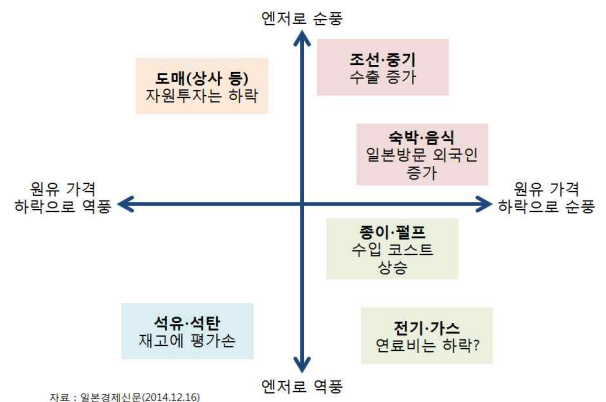 엔저로 순풍
조선·중기
수출 증가
도매(상사 등)
자원투자는 하락
숙박·음식
일본방문 외국인
증가
원유 가격
하락으로 역풍
원유 가격
하락으로 순풍
종이·펄프
수입 코스트
상승
석유·석탄
재고에 평가손
전기·가스
연료비는 하락?
엔저로 역풍
자료 : 일본경제신문(2014.12.16)